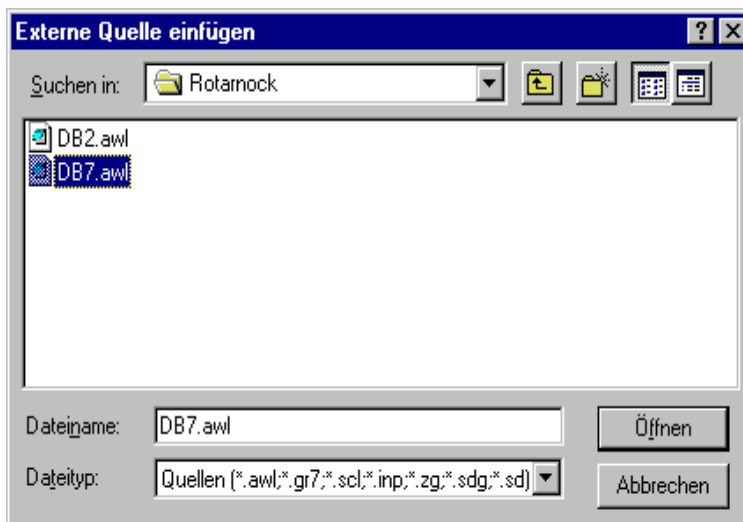 Externe Quelle einfügen
Suchen in: Rotarnock
DB2.awl
DB7.awl
Dateiname: DB7.awl Öffnen
Dateityp: Quellen (*.awl;*.gr7;*.scl;*.inp;*.zg;*.sdg;*.sd) Abbrechen